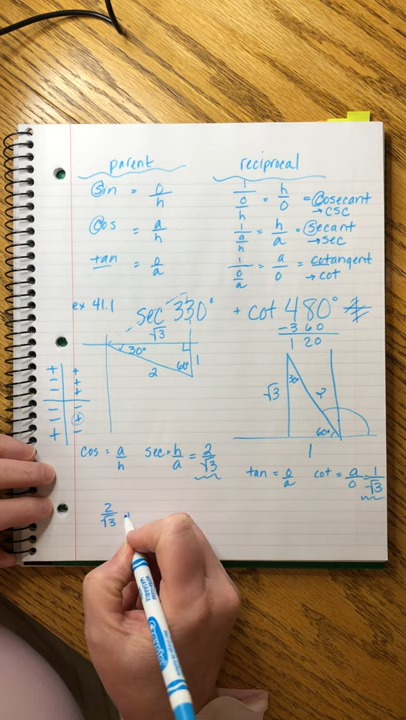 parent reciprocal
Sin = o/h 1/(o/h) = h/o = Cosecant → csc
Cos = a/h 1/(a/h) = h/a = Secant → sec
tan = o/a 1/(o/a) = a/o = cotangent → cot
ex 41.1 sec 330° + cot 480°
-360
120
√3
30° 60° 1
2
+ +
- +
- -
- +
+ -
√3 30° 2
60°
1
cos = a/h sec = h/a = 2/√3
tan = o/a cot = a/o = 1/-√3
2/√3
Crayola